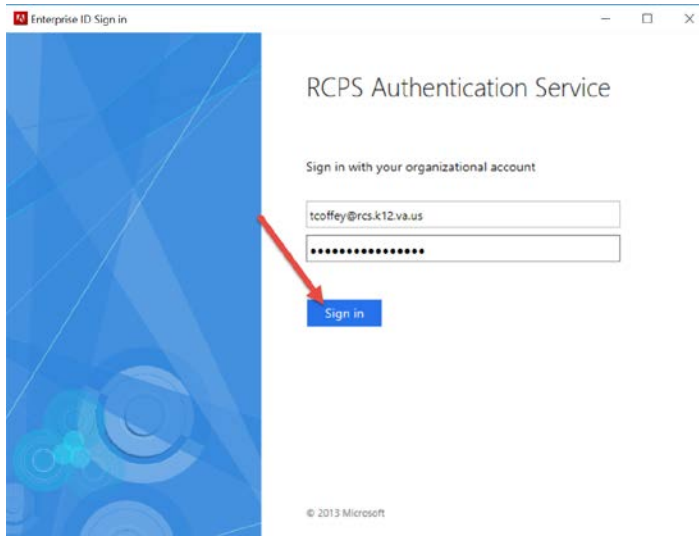 Enterprise ID Sign in
RCPS Authentication Service
Sign in with your organizational account
tcoffey@rcs.k12.va.us
••••••••••••••••
Sign in
© 2013 Microsoft